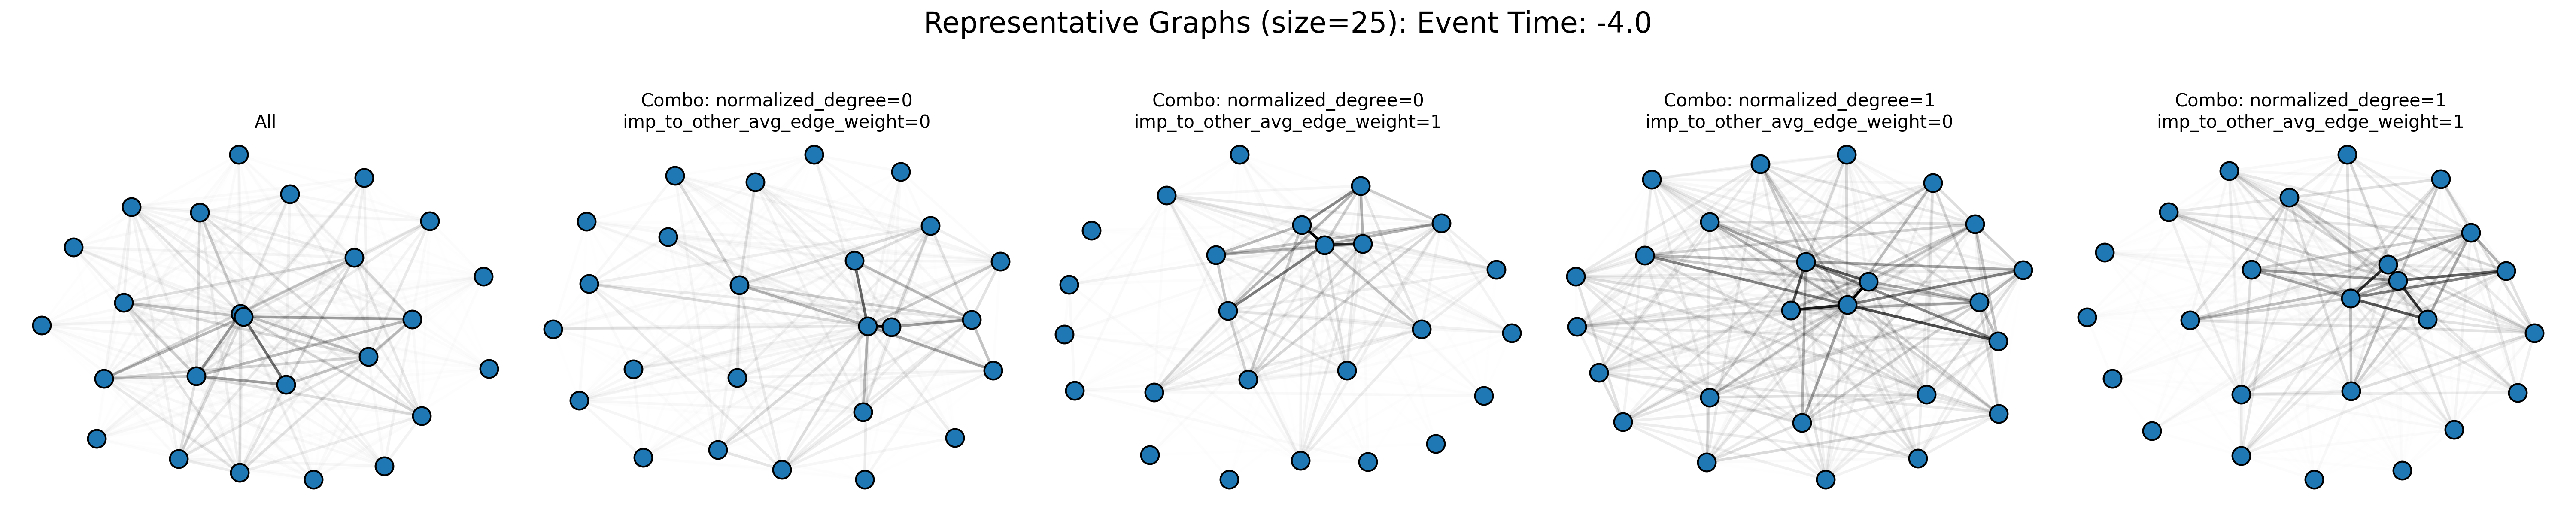 Representative Graphs (size=25): Event Time: -4.0
All
Combo: normalized_degree=0
imp_to_other_avg_edge_weight=0
Combo: normalized_degree=0
imp_to_other_avg_edge_weight=1
Combo: normalized_degree=1
imp_to_other_avg_edge_weight=0
Combo: normalized_degree=1
imp_to_other_avg_edge_weight=1